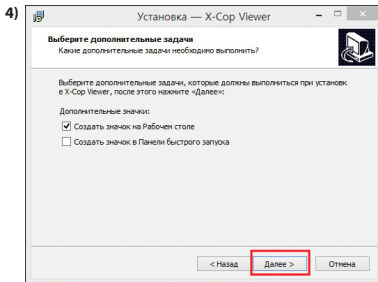 4)
Установка — X-Cop Viewer
Выберите дополнительные задачи
Какие дополнительные задачи необходимо выполнить?
Выберите дополнительные задачи, которые должны выполниться при установк
е X-Cop Viewer, после этого нажмите «Далее»:
Дополнительные значки:
Создать значок на Рабочем столе
Создать значок в Панели быстрого запуска
< Назад Далее > Отмена